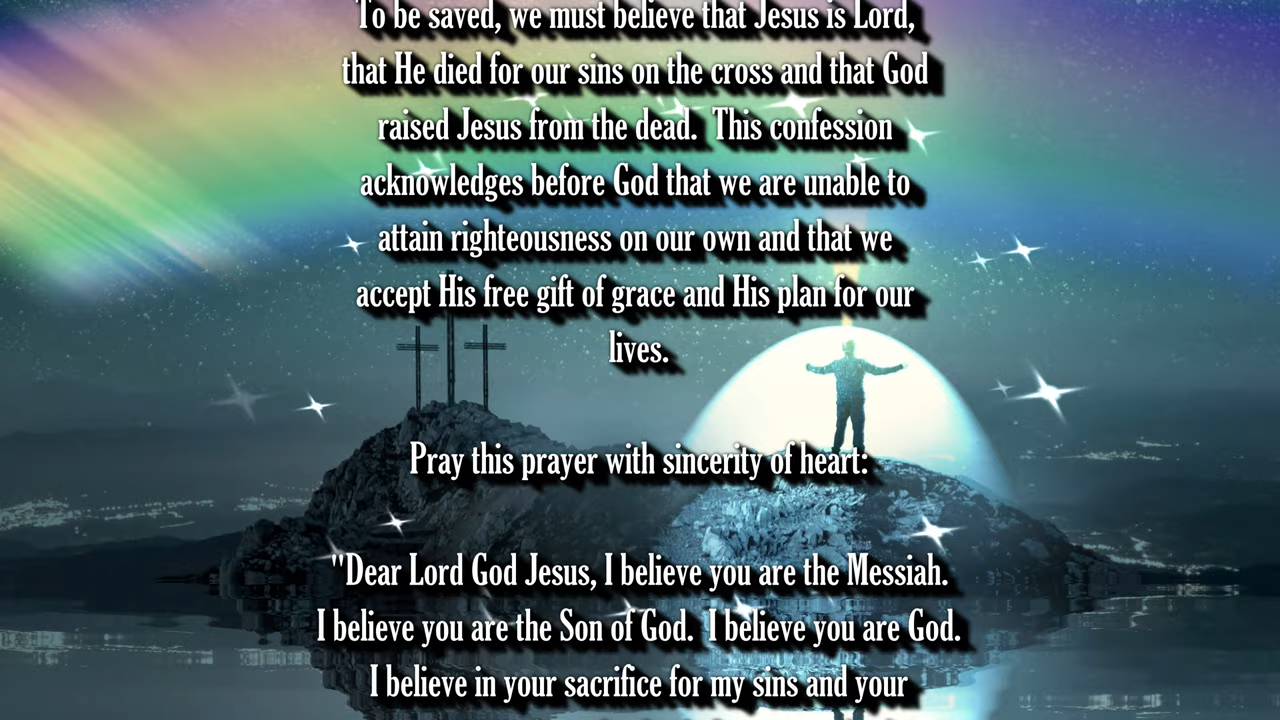 To be saved, we must believe that Jesus is Lord,
that He died for our sins on the cross and that God
raised Jesus from the dead.  This confession
acknowledges before God that we are unable to
attain righteousness on our own and that we
accept His free gift of grace and His plan for our
lives.
Pray this prayer with sincerity of heart:
"Dear Lord God Jesus, I believe you are the Messiah.
I believe you are the Son of God.  I believe you are God.
I believe in your sacrifice for my sins and your